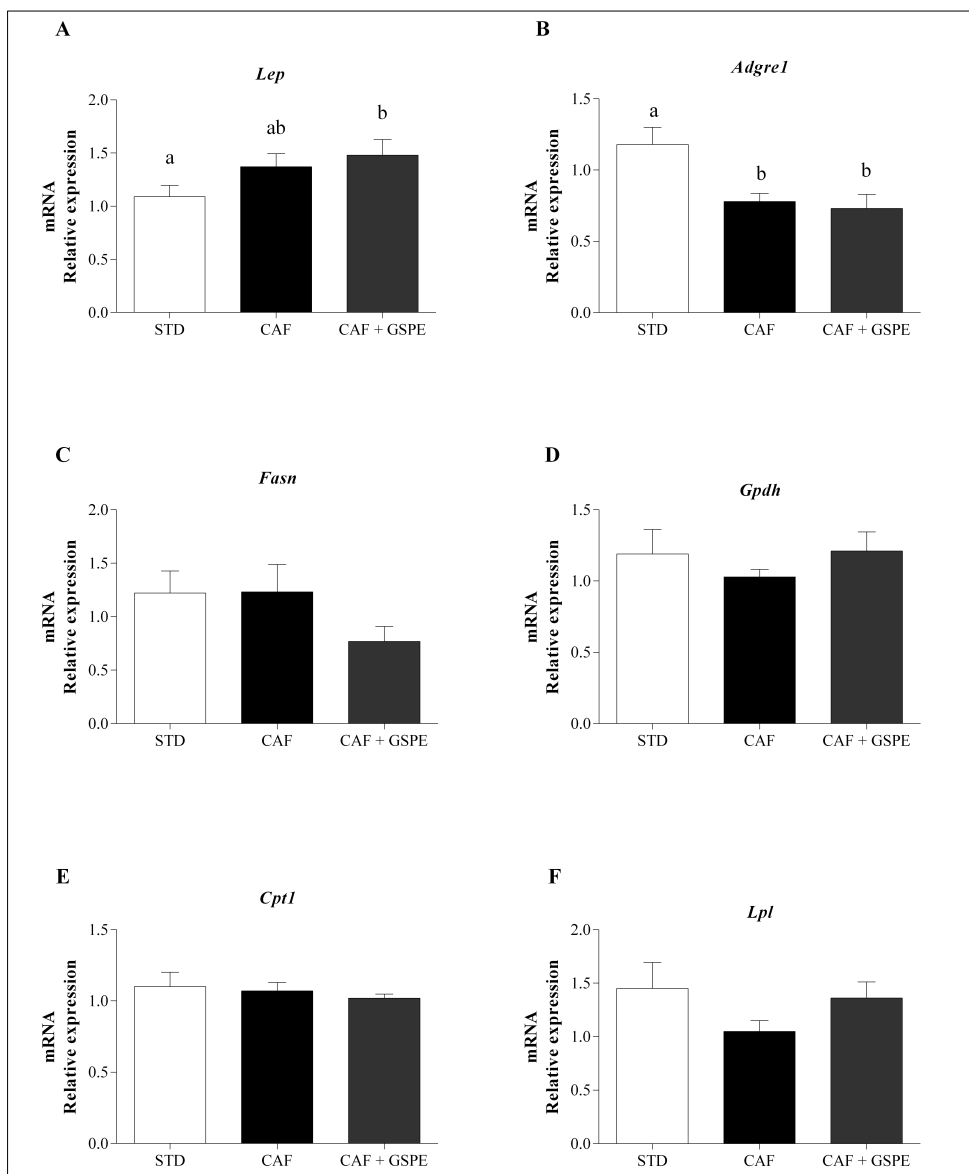 A
Lep
mRNA
Relative expression
2.0
1.5
1.0
0.5
0.0
a
ab
b
STD
CAF
CAF + GSPE
B
Adgre1
mRNA
Relative expression
1.5
1.0
0.5
0.0
a
b
b
STD
CAF
CAF + GSPE
C
Fasn
mRNA
Relative expression
2.0
1.5
1.0
0.5
0.0
STD
CAF
CAF + GSPE
D
Gpdh
mRNA
Relative expression
1.5
1.0
0.5
0.0
STD
CAF
CAF + GSPE
E
Cpt1
mRNA
Relative expression
1.5
1.0
0.5
0.0
STD
CAF
CAF + GSPE
F
Lpl
mRNA
Relative expression
2.0
1.5
1.0
0.5
0.0
STD
CAF
CAF + GSPE